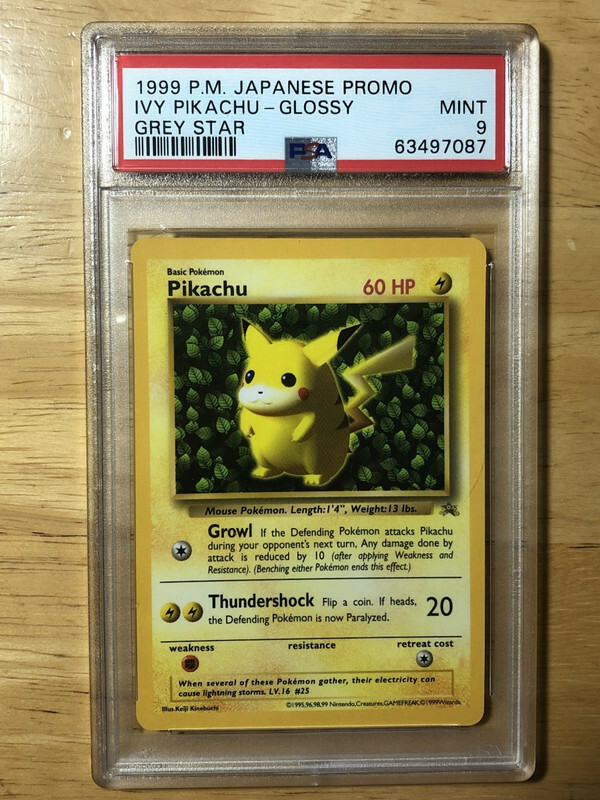 1999 P.M. JAPANESE PROMO
IVY PIKACHU-GLOSSY MINT
GREY STAR 9
PSA 63497087
Basic Pokémon
Pikachu 60 HP
Mouse Pokémon. Length:1'4", Weight:13 lbs.
Growl If the Defending Pokémon attacks Pikachu
during your opponent's next turn, Any damage done by
attack is reduced by 10 (after applying Weakness and
Resistance). (Benching either Pokémon ends this effect.)
Thundershock Flip a coin. If heads, 20
the Defending Pokémon is now Paralyzed.
weakness resistance retreat cost
When several of these Pokémon gather, their electricity can
cause lightning storms. LV.16 #25
Illus.Keiji Kinebuchi ©1995,96,98,99 Nintendo,Creatures,GAMEFREAK.©1999Wizards.